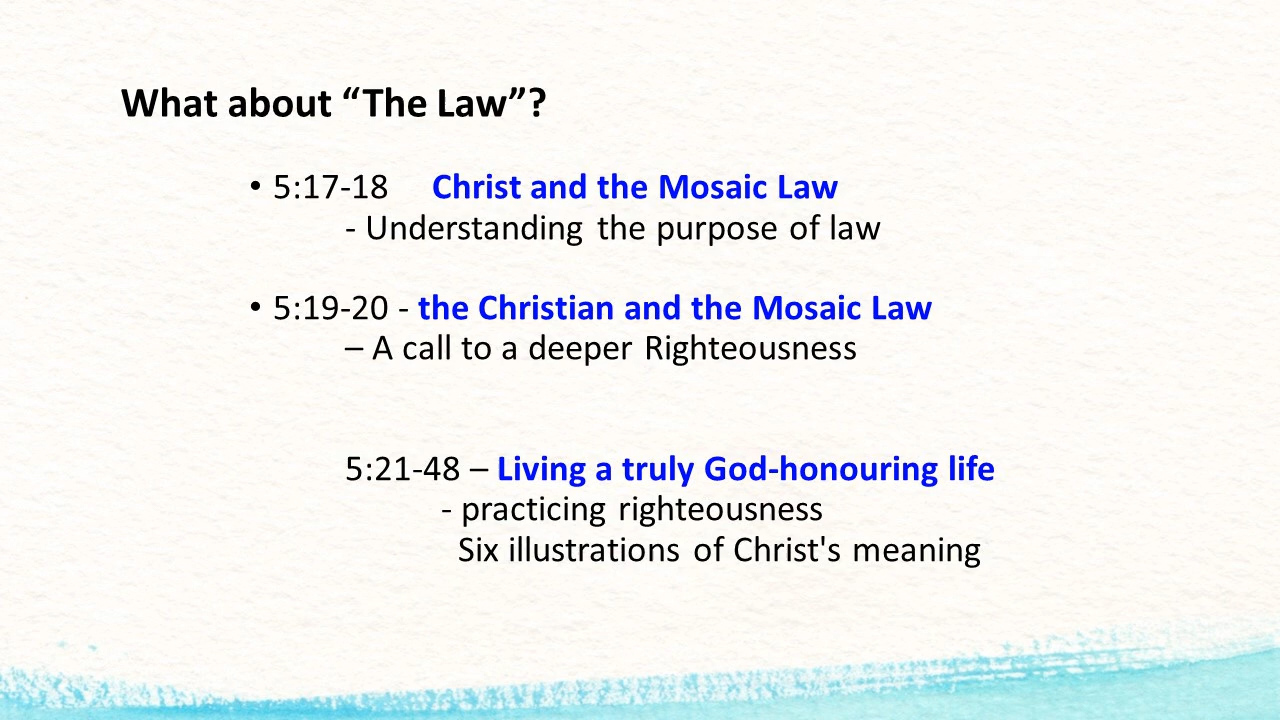 What about “The Law”?
• 5:17-18 Christ and the Mosaic Law
- Understanding the purpose of law
• 5:19-20 - the Christian and the Mosaic Law
– A call to a deeper Righteousness
5:21-48 – Living a truly God-honouring life
- practicing righteousness
Six illustrations of Christ's meaning